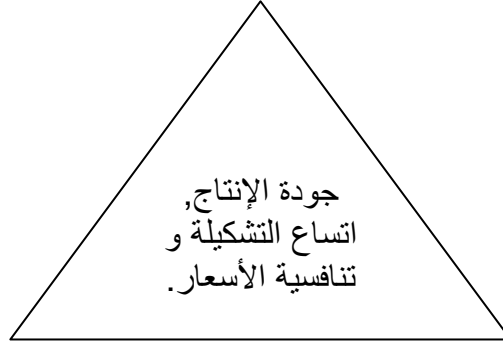 جودة الإنتاج,
اتساع التشكيلة و
تنافسية الأسعار.